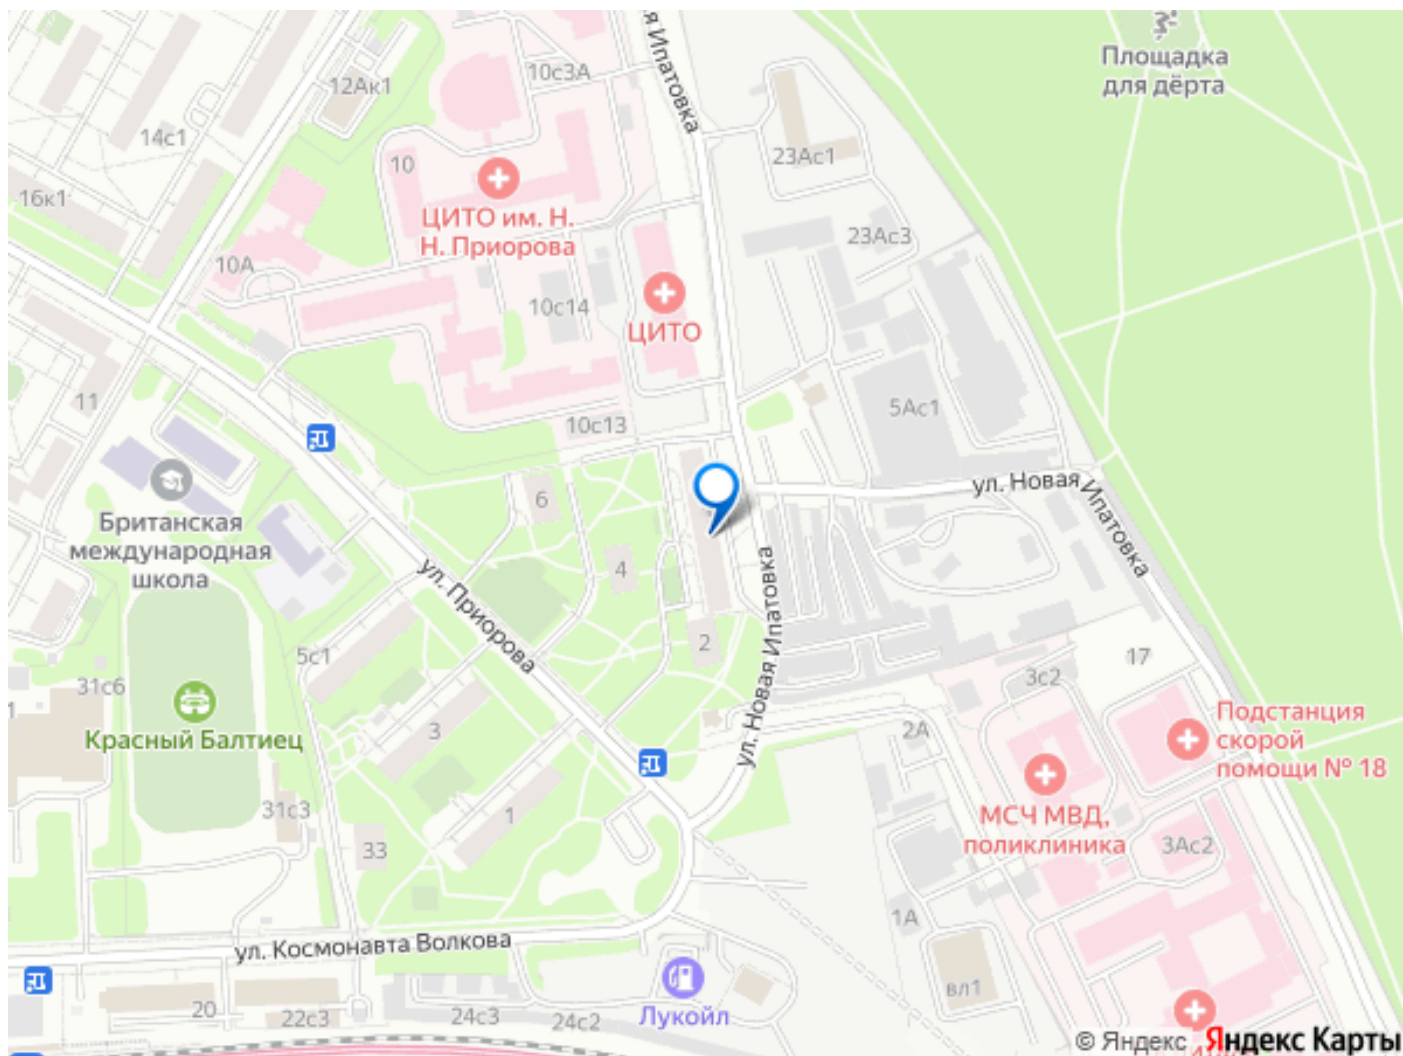 я Ипатовка
Площадка
для дёрта
10с3А
12Ак1
14с1
23Ас1
10
16к1
ЦИТО им. Н.
Н. Приорова
23Ас3
10А
10с14
ЦИТО
11
5Ас1
10с13
ул. Новая Ипатовка
6
Британская
международная
школа
4
ул. Приорова
ул. Новая Ипатовка
2
5с1
17
3с2
31с6
1
Красный Балтиец
3
2А
Подстанция
скорой
помощи № 18
МСЧ МВД,
поликлиника
31с3
1
33
3Ас2
1А
ул. Космонавта Волкова
вл1
20
22с3
24с3
24с2
Лукойл
© Яндекс Яндекс Карты